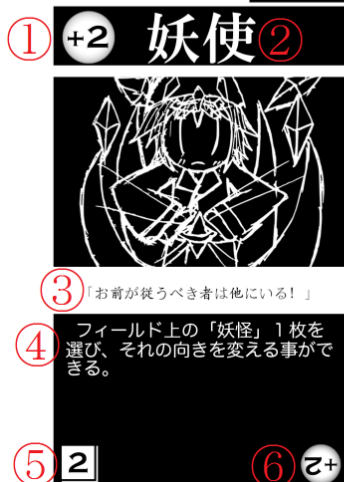 ① +2 妖使 ②
③ 「お前が従うべき者は他にいる! 」
④ フィールド上の「妖怪」1枚を
選び、それの向きを変える事がで
きる。
⑤ 2 ⑥ +2